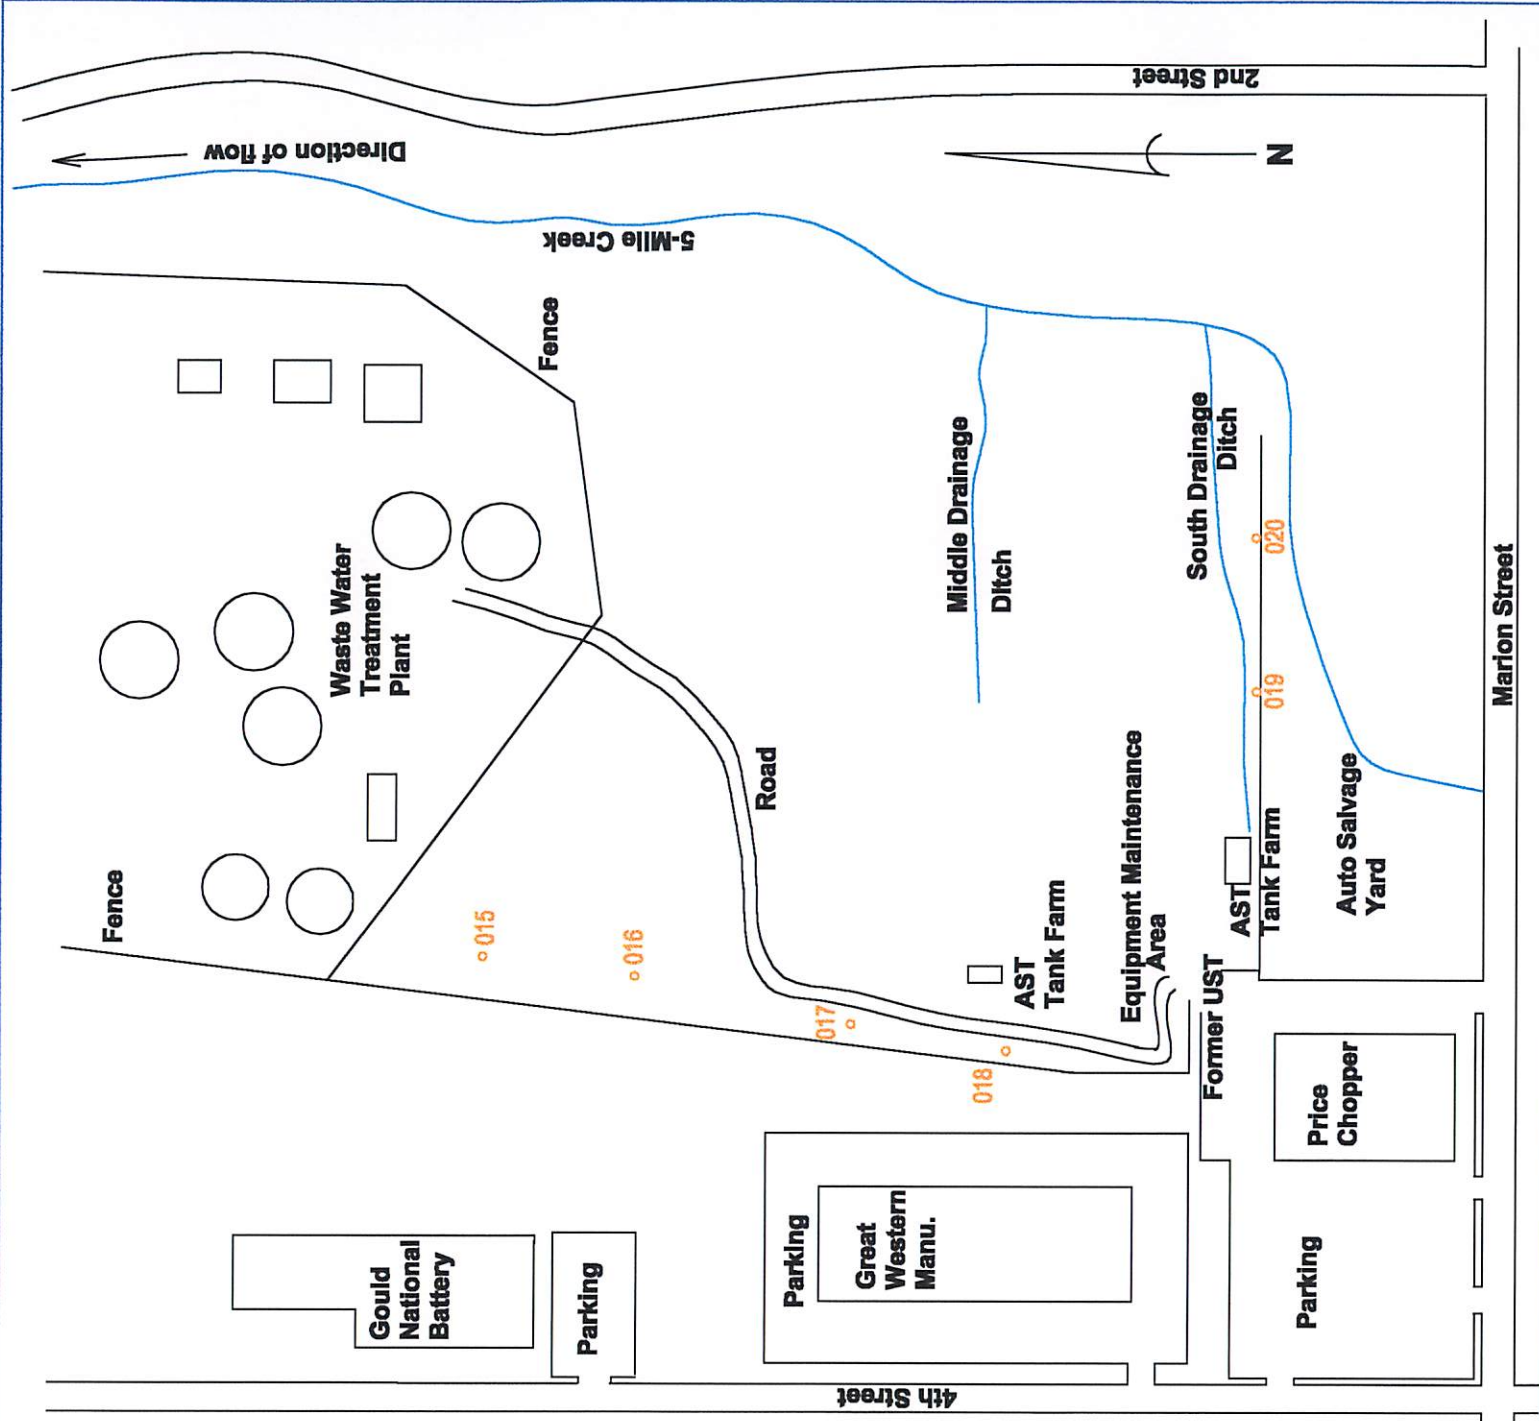 2nd Street
Direction of flow
N
5-Mile Creek
Fence
Waste Water
Treatment
Plant
Fence
Middle Drainage
Ditch
South Drainage
Ditch
020
019
Marion Street
Road
015
016
017
018
AST
Tank Farm
Equipment Maintenance
Area
AST
Tank Farm
Auto Salvage
Yard
Former UST
Price
Chopper
Gould
National
Battery
Parking
Parking
Great
Western
Manu.
Parking
4th Street